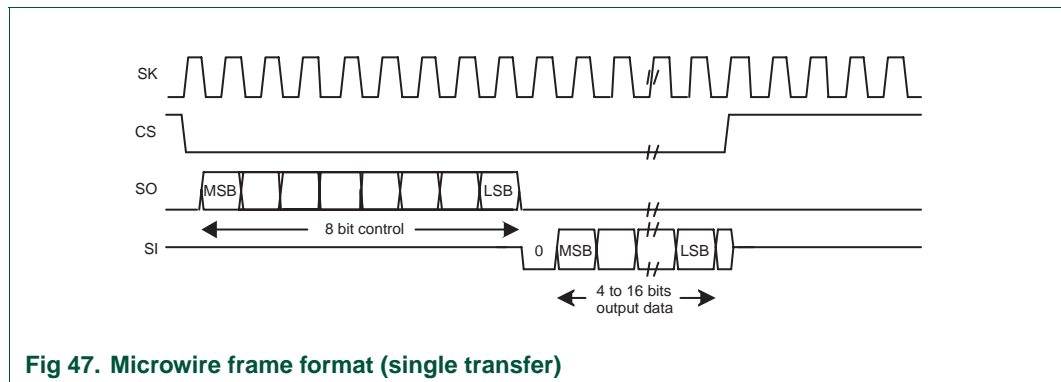 SK
CS
SO
MSB
LSB
8 bit control
SI
0
MSB
LSB
4 to 16 bits
output data
Fig 47. Microwire frame format (single transfer)